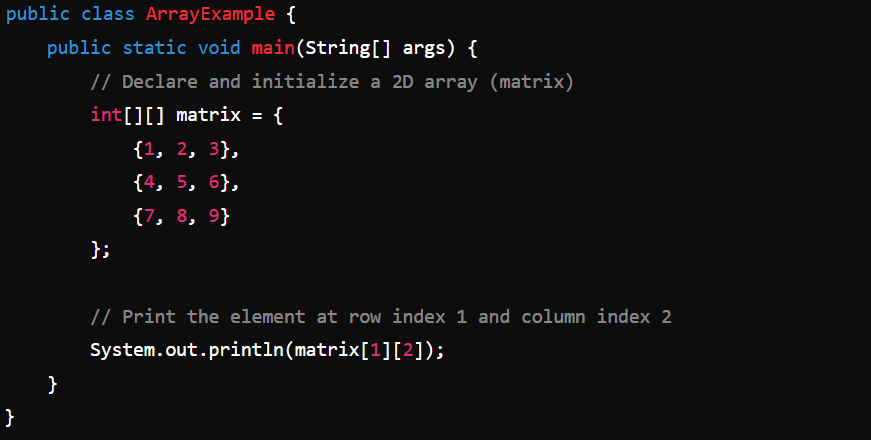 public class ArrayExample {
    public static void main(String[] args) {
        // Declare and initialize a 2D array (matrix)
        int[][] matrix = {
            {1, 2, 3},
            {4, 5, 6},
            {7, 8, 9}
        };

        // Print the element at row index 1 and column index 2
        System.out.println(matrix[1][2]);
    }
}